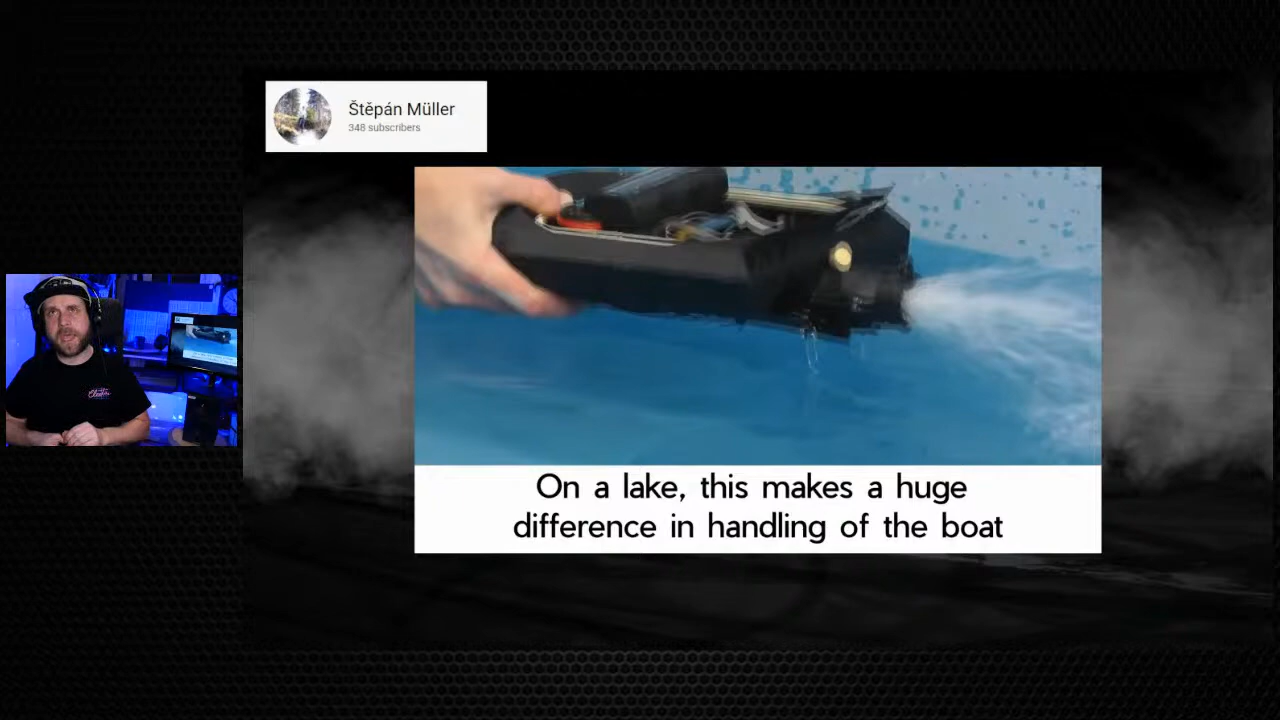 Štěpán Müller
348 subscribers
On a lake, this makes a huge
difference in handling of the boat